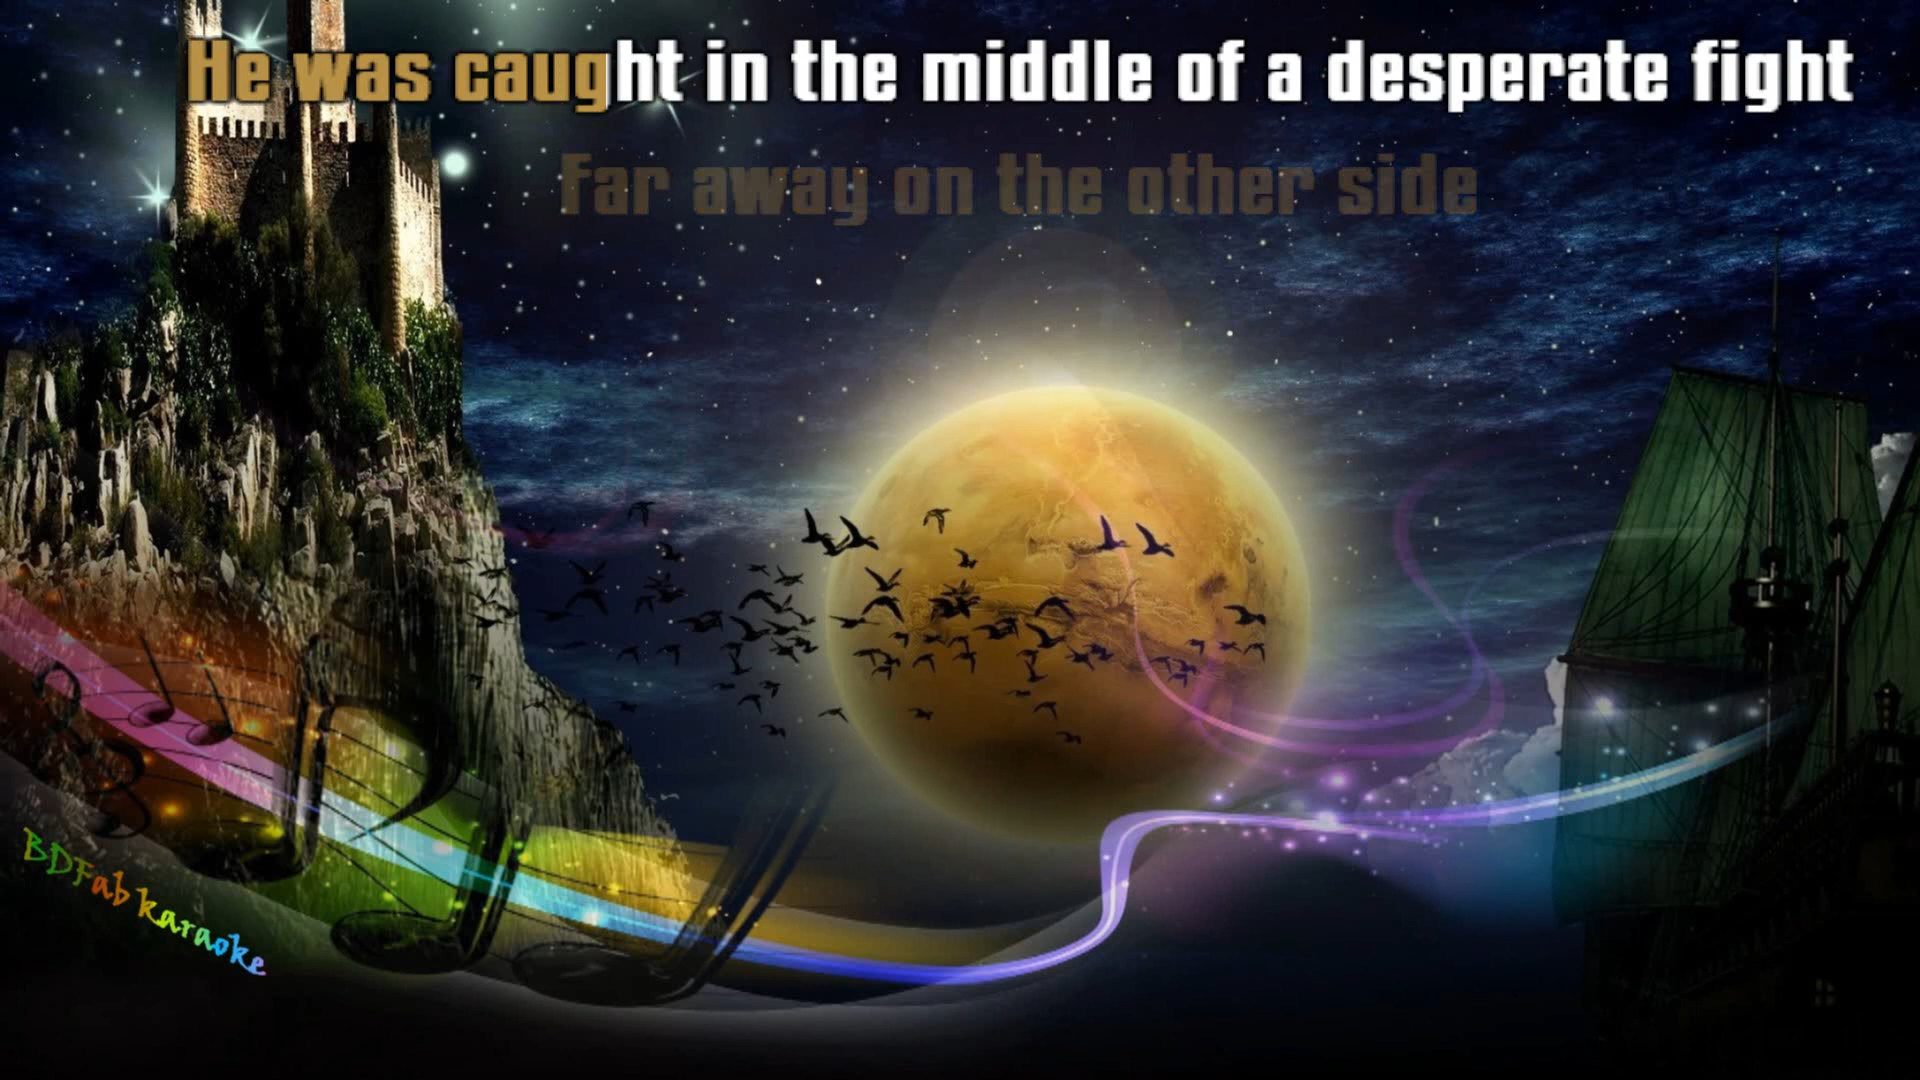 He was caught in the middle of a desperate fight
Far away on the other side
BDFab karaoke